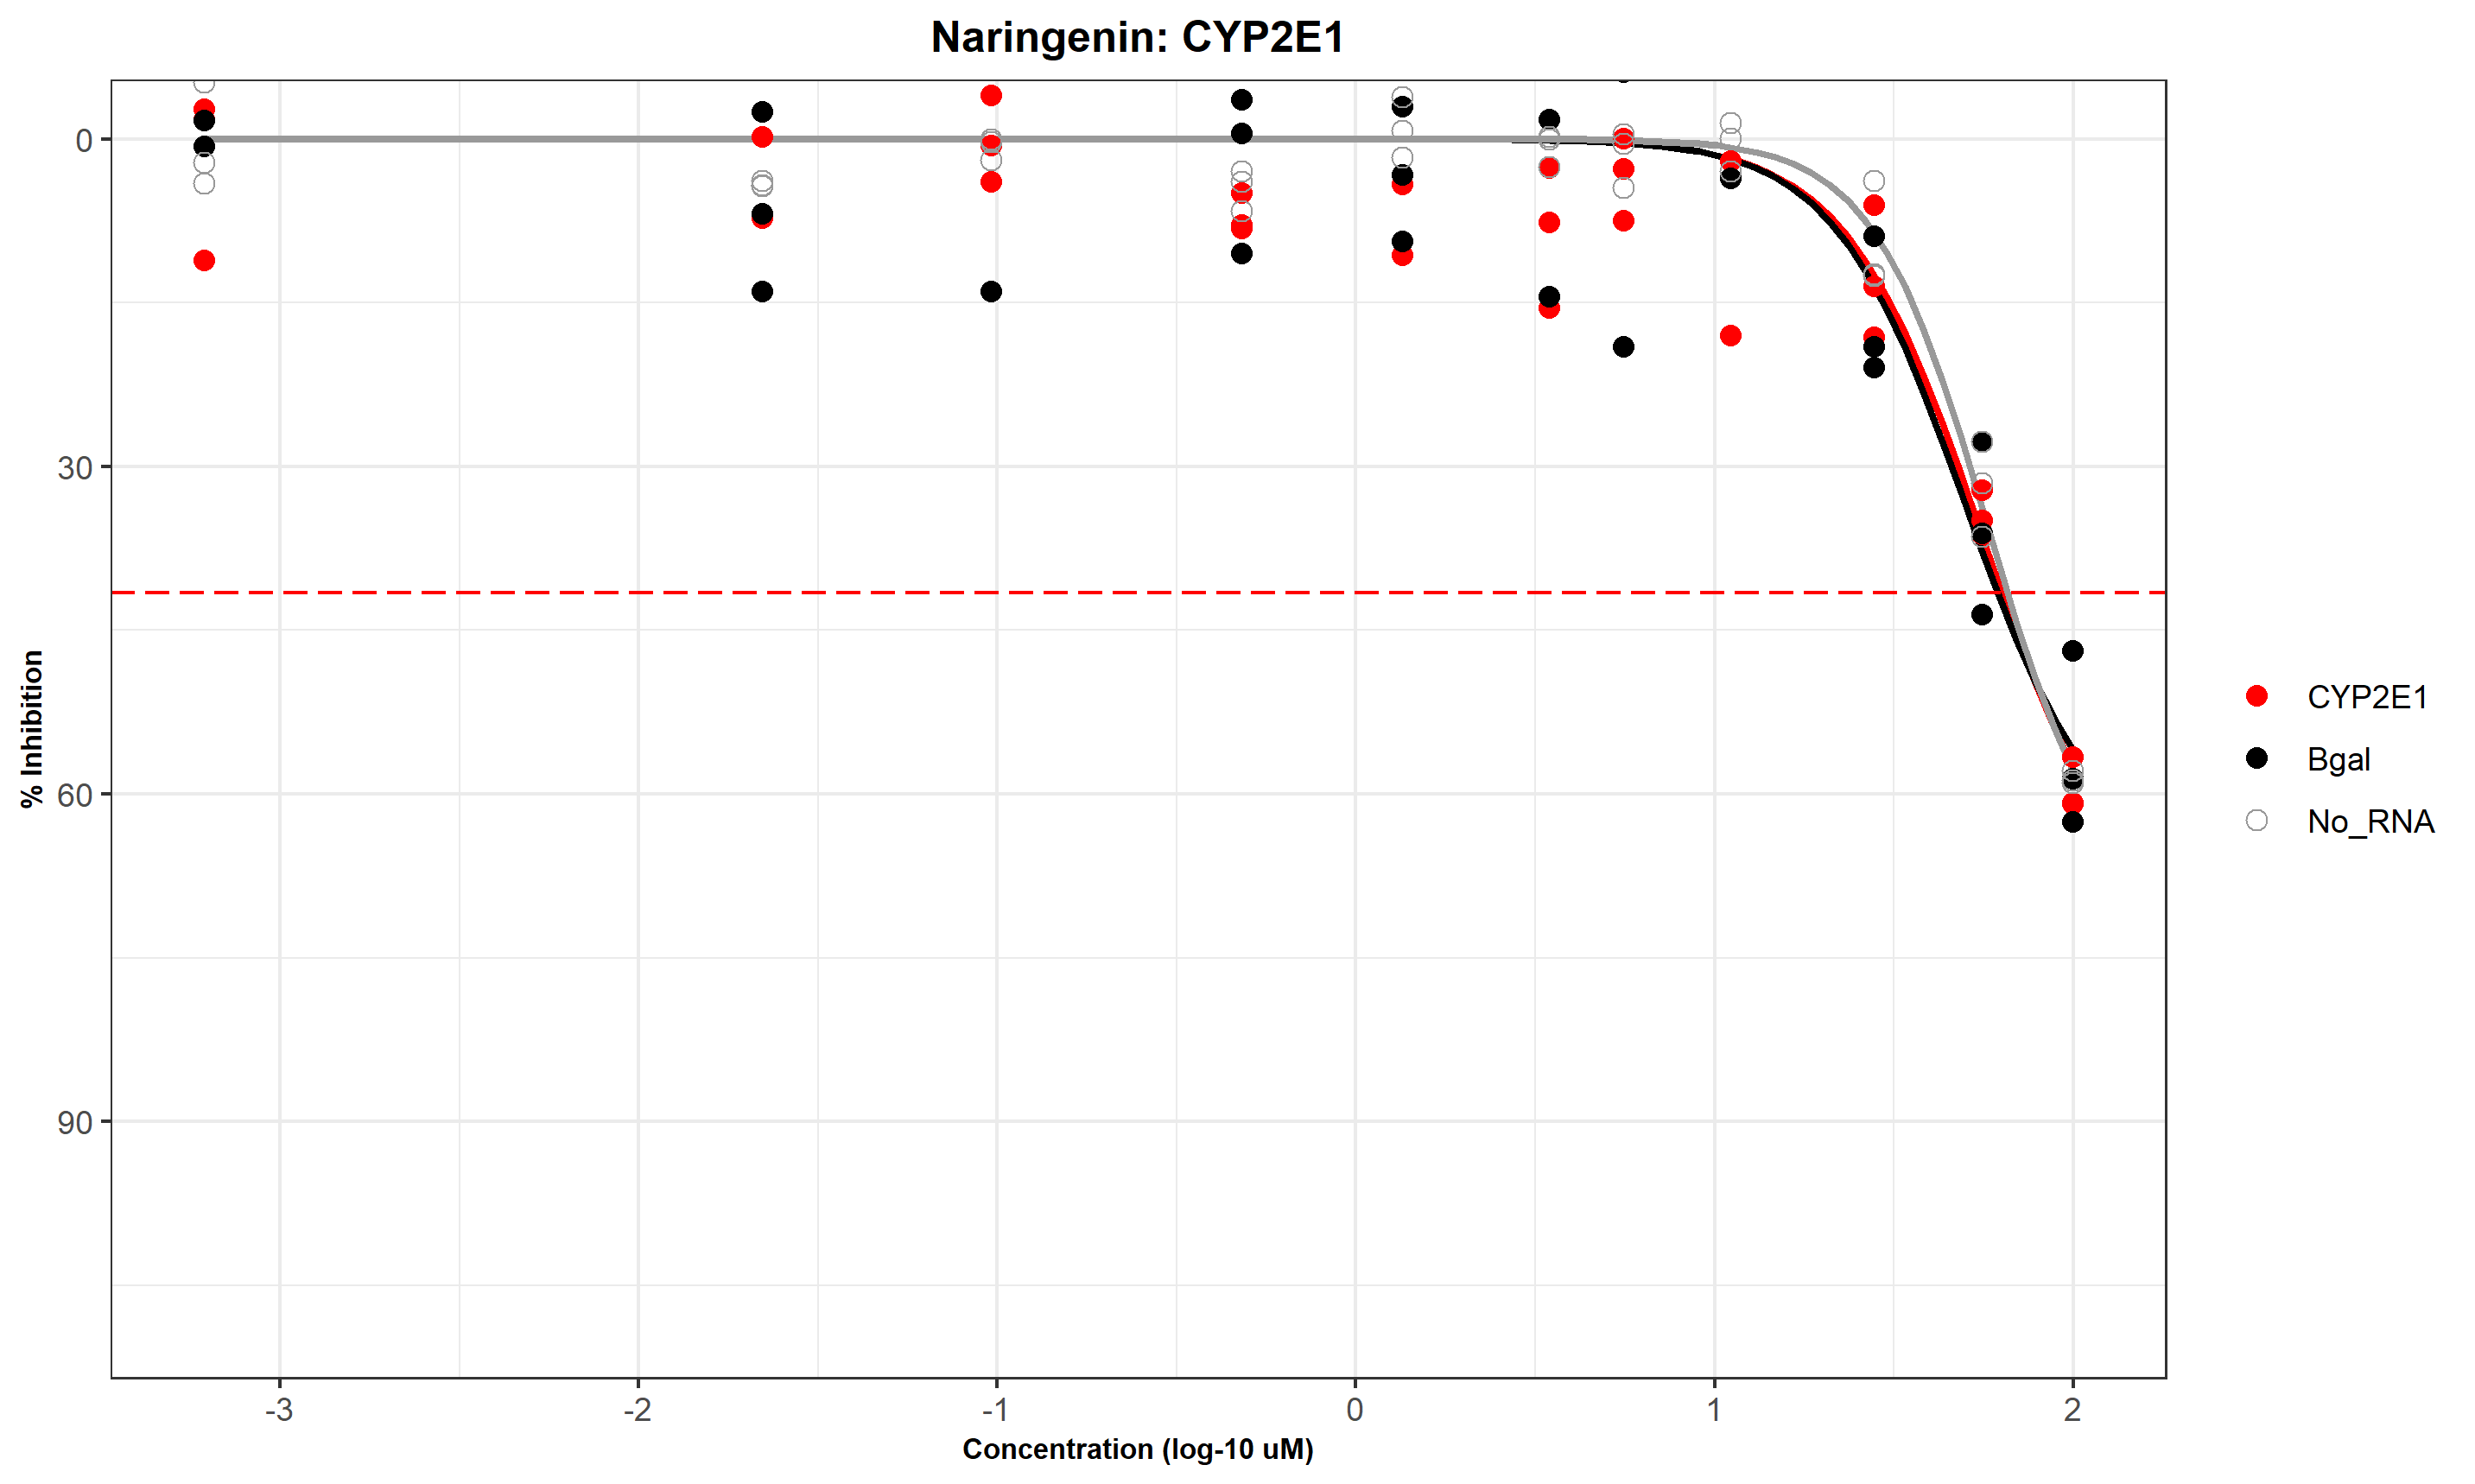 Naringenin: CYP2E1
0
30
60
90
% Inhibition
-3
-2
-1
0
1
2
Concentration (log-10 uM)
CYP2E1
Bgal
No_RNA